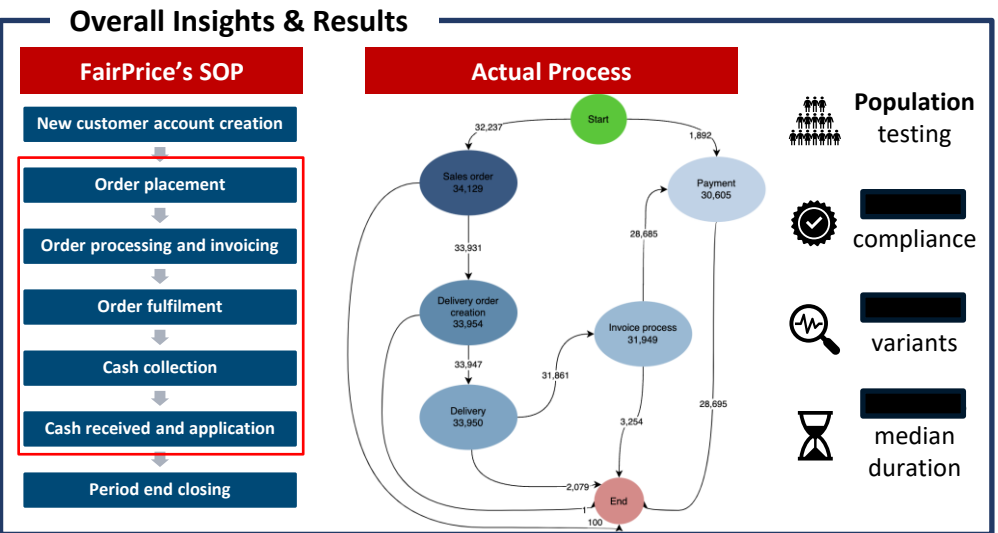 Overall Insights & Results
FairPrice's SOP
New customer account creation
Order placement
Order processing and invoicing
Order fulfilment
Cash collection
Cash received and application
Period end closing
Actual Process
Start
32,237
1,892
Sales order
34,129
Payment
30,605
33,931
28,685
Delivery order
creation
33,954
Invoice process
31,949
33,947
31,861
Delivery
33,950
28,695
3,254
2,079
End
1
100
Population
testing
compliance
variants
median
duration